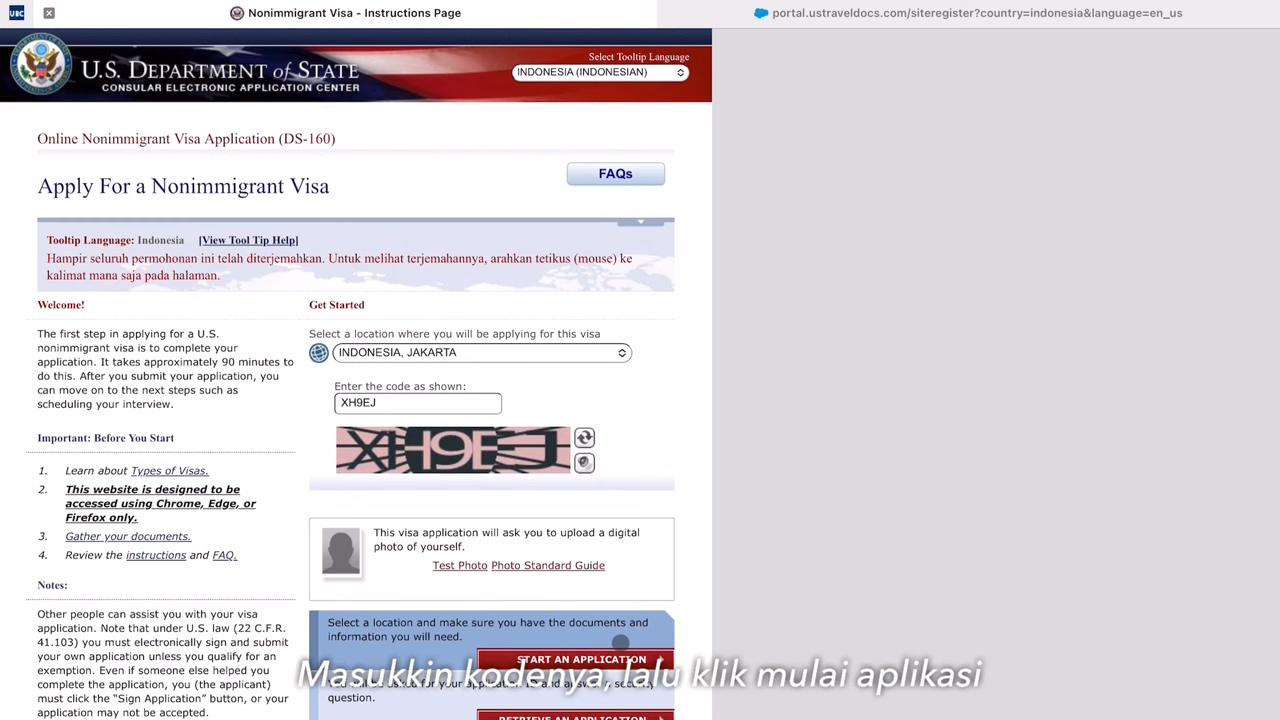 UBC
Nonimmigrant Visa - Instructions Page
portal.ustraveldocs.com/siteregister?country=indonesia&language=en_us
U.S. DEPARTMENT of STATE
CONSULAR ELECTRONIC APPLICATION CENTER
Select Tooltip Language
INDONESIA (INDONESIAN)
Online Nonimmigrant Visa Application (DS-160)
Apply For a Nonimmigrant Visa
FAQs
Tooltip Language: Indonesia [View Tool Tip Help]
Hampir seluruh permohonan ini telah diterjemahkan. Untuk melihat terjemahannya, arahkan tetikus (mouse) ke
kalimat mana saja pada halaman.
Welcome!
The first step in applying for a U.S.
nonimmigrant visa is to complete your
application. It takes approximately 90 minutes to
do this. After you submit your application, you
can move on to the next steps such as
scheduling your interview.
Important: Before You Start
1. Learn about Types of Visas.
2. This website is designed to be
accessed using Chrome, Edge, or
Firefox only.
3. Gather your documents.
4. Review the instructions and FAQ.
Notes:
Other people can assist you with your visa
application. Note that under U.S. law (22 C.F.R.
41.103) you must electronically sign and submit
your own application unless you qualify for an
exemption. Even if someone else helped you
complete the application, you (the applicant)
must click the "Sign Application" button, or your
application may not be accepted.
Get Started
Select a location where you will be applying for this visa
INDONESIA, JAKARTA
Enter the code as shown:
XH9EJ
XH9EJ
This visa application will ask you to upload a digital
photo of yourself.
Test Photo Photo Standard Guide
Select a location and make sure you have the documents and
information you will need.
START AN APPLICATION
question.
RETRIEVE AN APPLICATION
Masukkin kodenya, lalu klik mulai aplikasi